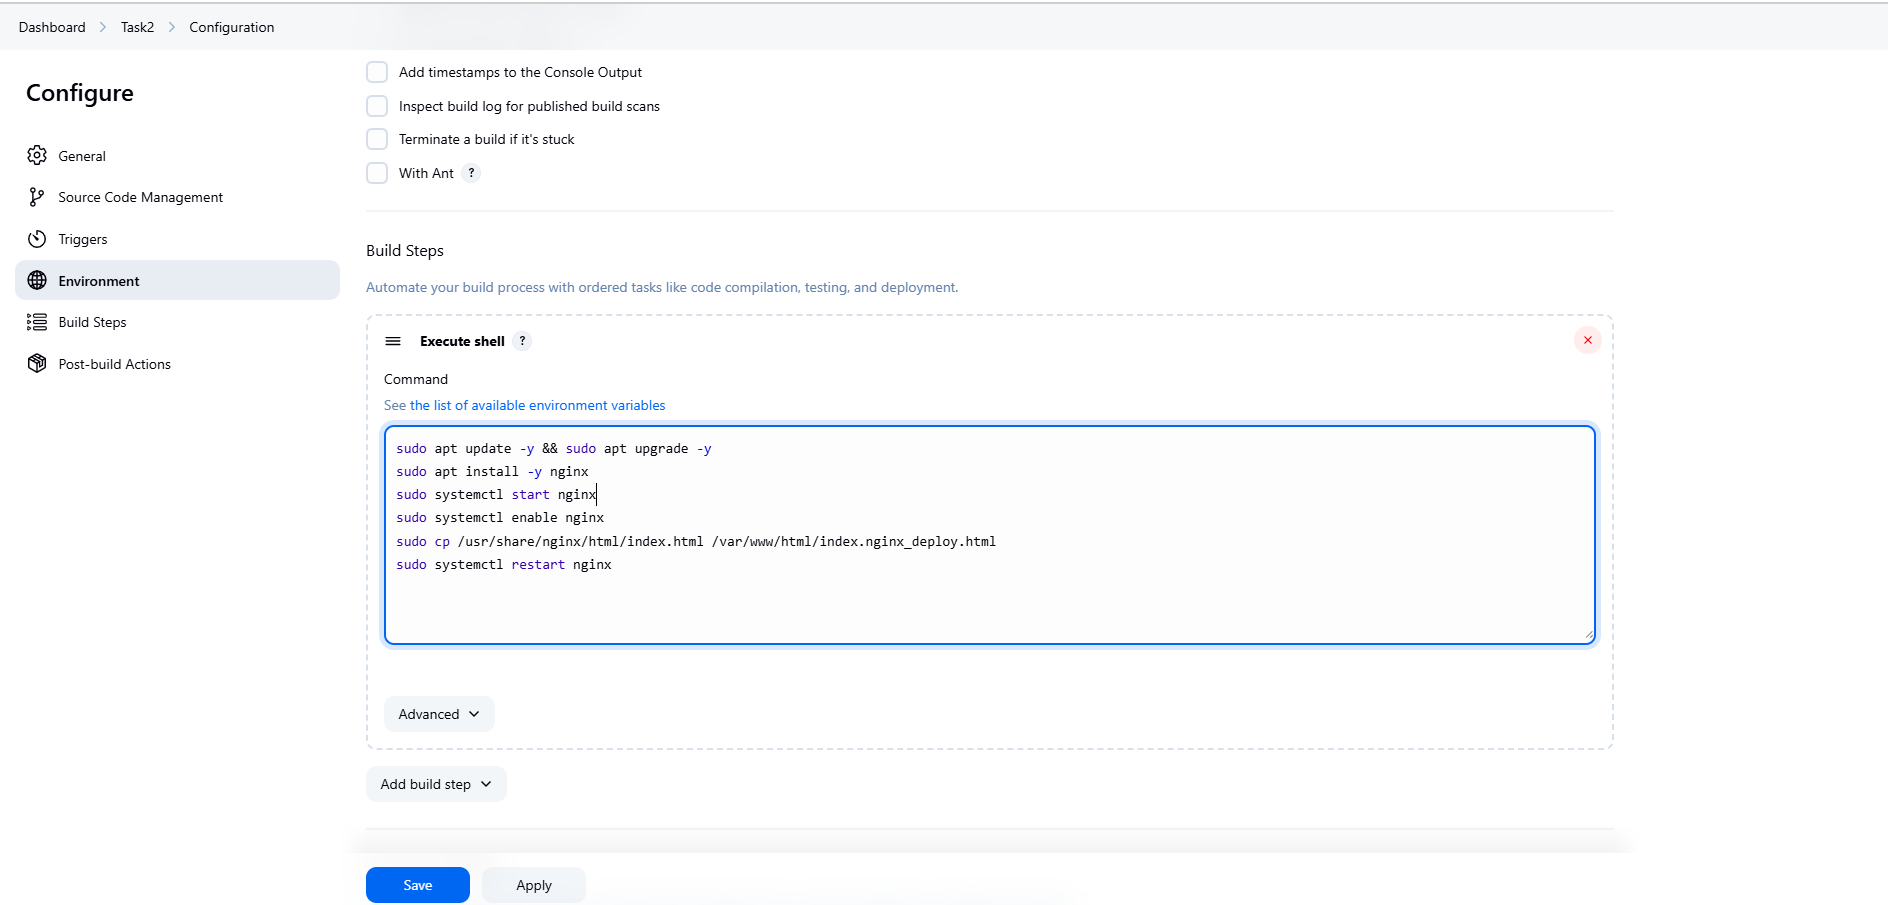 Dashboard > Task2 > Configuration
Configure
General
Source Code Management
Triggers
Environment
Build Steps
Post-build Actions
Add timestamps to the Console Output
Inspect build log for published build scans
Terminate a build if it's stuck
With Ant ?
Build Steps
Automate your build process with ordered tasks like code compilation, testing, and deployment.
Execute shell ?
Command
See the list of available environment variables
sudo apt update -y && sudo apt upgrade -y
sudo apt install -y nginx
sudo systemctl start nginx
sudo systemctl enable nginx
sudo cp /usr/share/nginx/html/index.html /var/www/html/index.nginx_deploy.html
sudo systemctl restart nginx
Advanced
Add build step
Save
Apply